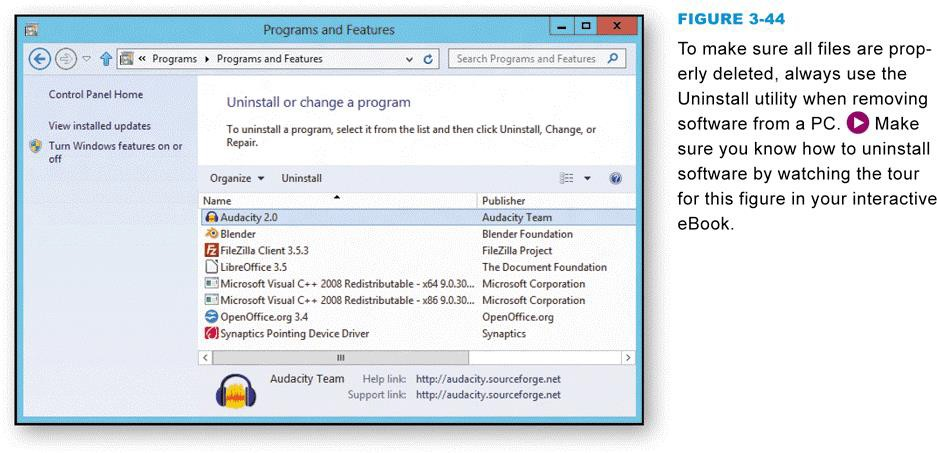 Programs and Features
« Programs ▸ Programs and Features
Search Programs and Features
Control Panel Home
View installed updates
Turn Windows features on or
off
Uninstall or change a program
To uninstall a program, select it from the list and then click Uninstall, Change, or
Repair.
Organize Uninstall
Name Publisher
Audacity 2.0 Audacity Team
Blender Blender Foundation
FileZilla Client 3.5.3 FileZilla Project
LibreOffice 3.5 The Document Foundation
Microsoft Visual C++ 2008 Redistributable - x64 9.0.30... Microsoft Corporation
Microsoft Visual C++ 2008 Redistributable - x86 9.0.30... Microsoft Corporation
OpenOffice.org 3.4 OpenOffice.org
Synaptics Pointing Device Driver Synaptics
Audacity Team Help link: http://audacity.sourceforge.net
Support link: http://audacity.sourceforge.net
FIGURE 3-44
To make sure all files are prop-
erly deleted, always use the
Uninstall utility when removing
software from a PC. Make
sure you know how to uninstall
software by watching the tour
for this figure in your interactive
eBook.